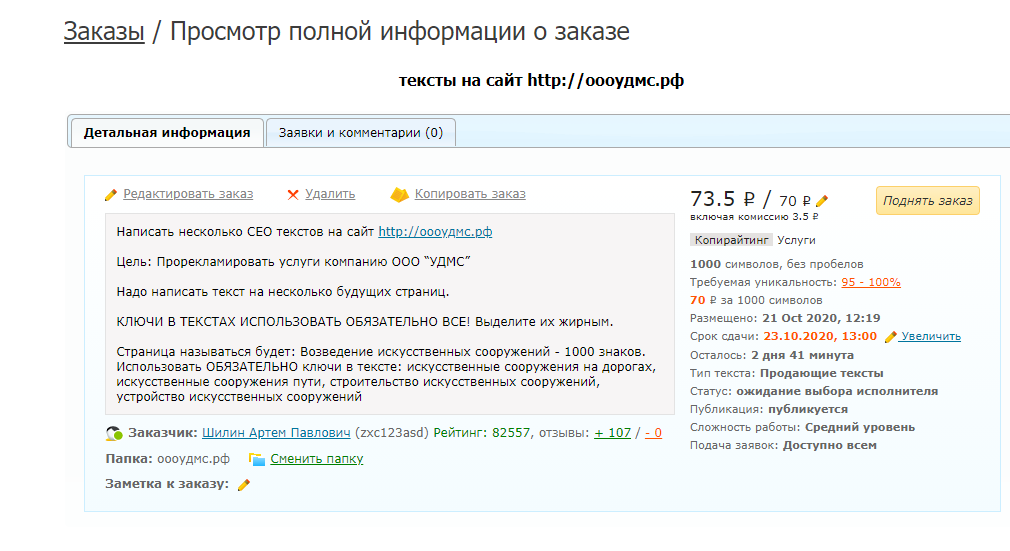 Заказы / Просмотр полной информации о заказе
тексты на сайт http://оооудмс.рф
Детальная информация
Заявки и комментарии (0)
Редактировать заказ
Удалить
Копировать заказ
Написать несколько СЕО текстов на сайт http://оооудмс.рф
Цель: Прорекламировать услуги компанию ООО “УДМС”
Надо написать текст на несколько будущих страниц.
КЛЮЧИ В ТЕКСТАХ ИСПОЛЬЗОВАТЬ ОБЯЗАТЕЛЬНО ВСЕ! Выделите их жирным.
Страница называться будет: Возведение искусственных сооружений - 1000 знаков.
Использовать ОБЯЗАТЕЛЬНО ключи в тексте: искусственные сооружения на дорогах,
искусственные сооружения пути, строительство искусственных сооружений,
устройство искусственных сооружений
Заказчик: Шилин Артем Павлович (zxc123asd) Рейтинг: 82557, отзывы: + 107 / - 0
Папка: оооудмс.рф Сменить папку
Заметка к заказу:
73.5 ₽ / 70 ₽
Поднять заказ
включая комиссию 3.5 ₽
Копирайтинг Услуги
1000 символов, без пробелов
Требуемая уникальность: 95 - 100%
70 ₽ за 1000 символов
Размещено: 21 Oct 2020, 12:19
Срок сдачи: 23.10.2020, 13:00 Увеличить
Осталось: 2 дня 41 минута
Тип текста: Продающие тексты
Статус: ожидание выбора исполнителя
Публикация: публикуется
Сложность работы: Средний уровень
Подача заявок: Доступно всем